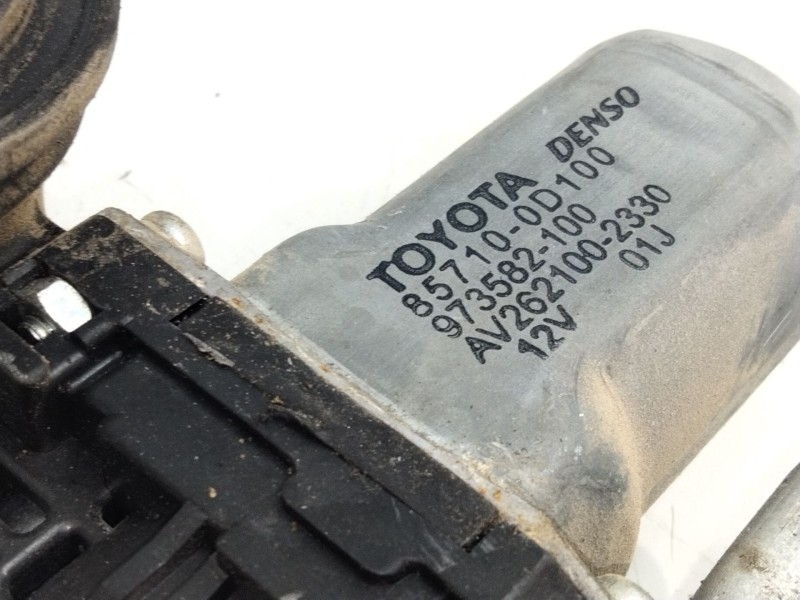 TOYOTA DENSO
85710-0D100
973582-100
AV262100-2330
12V 01J